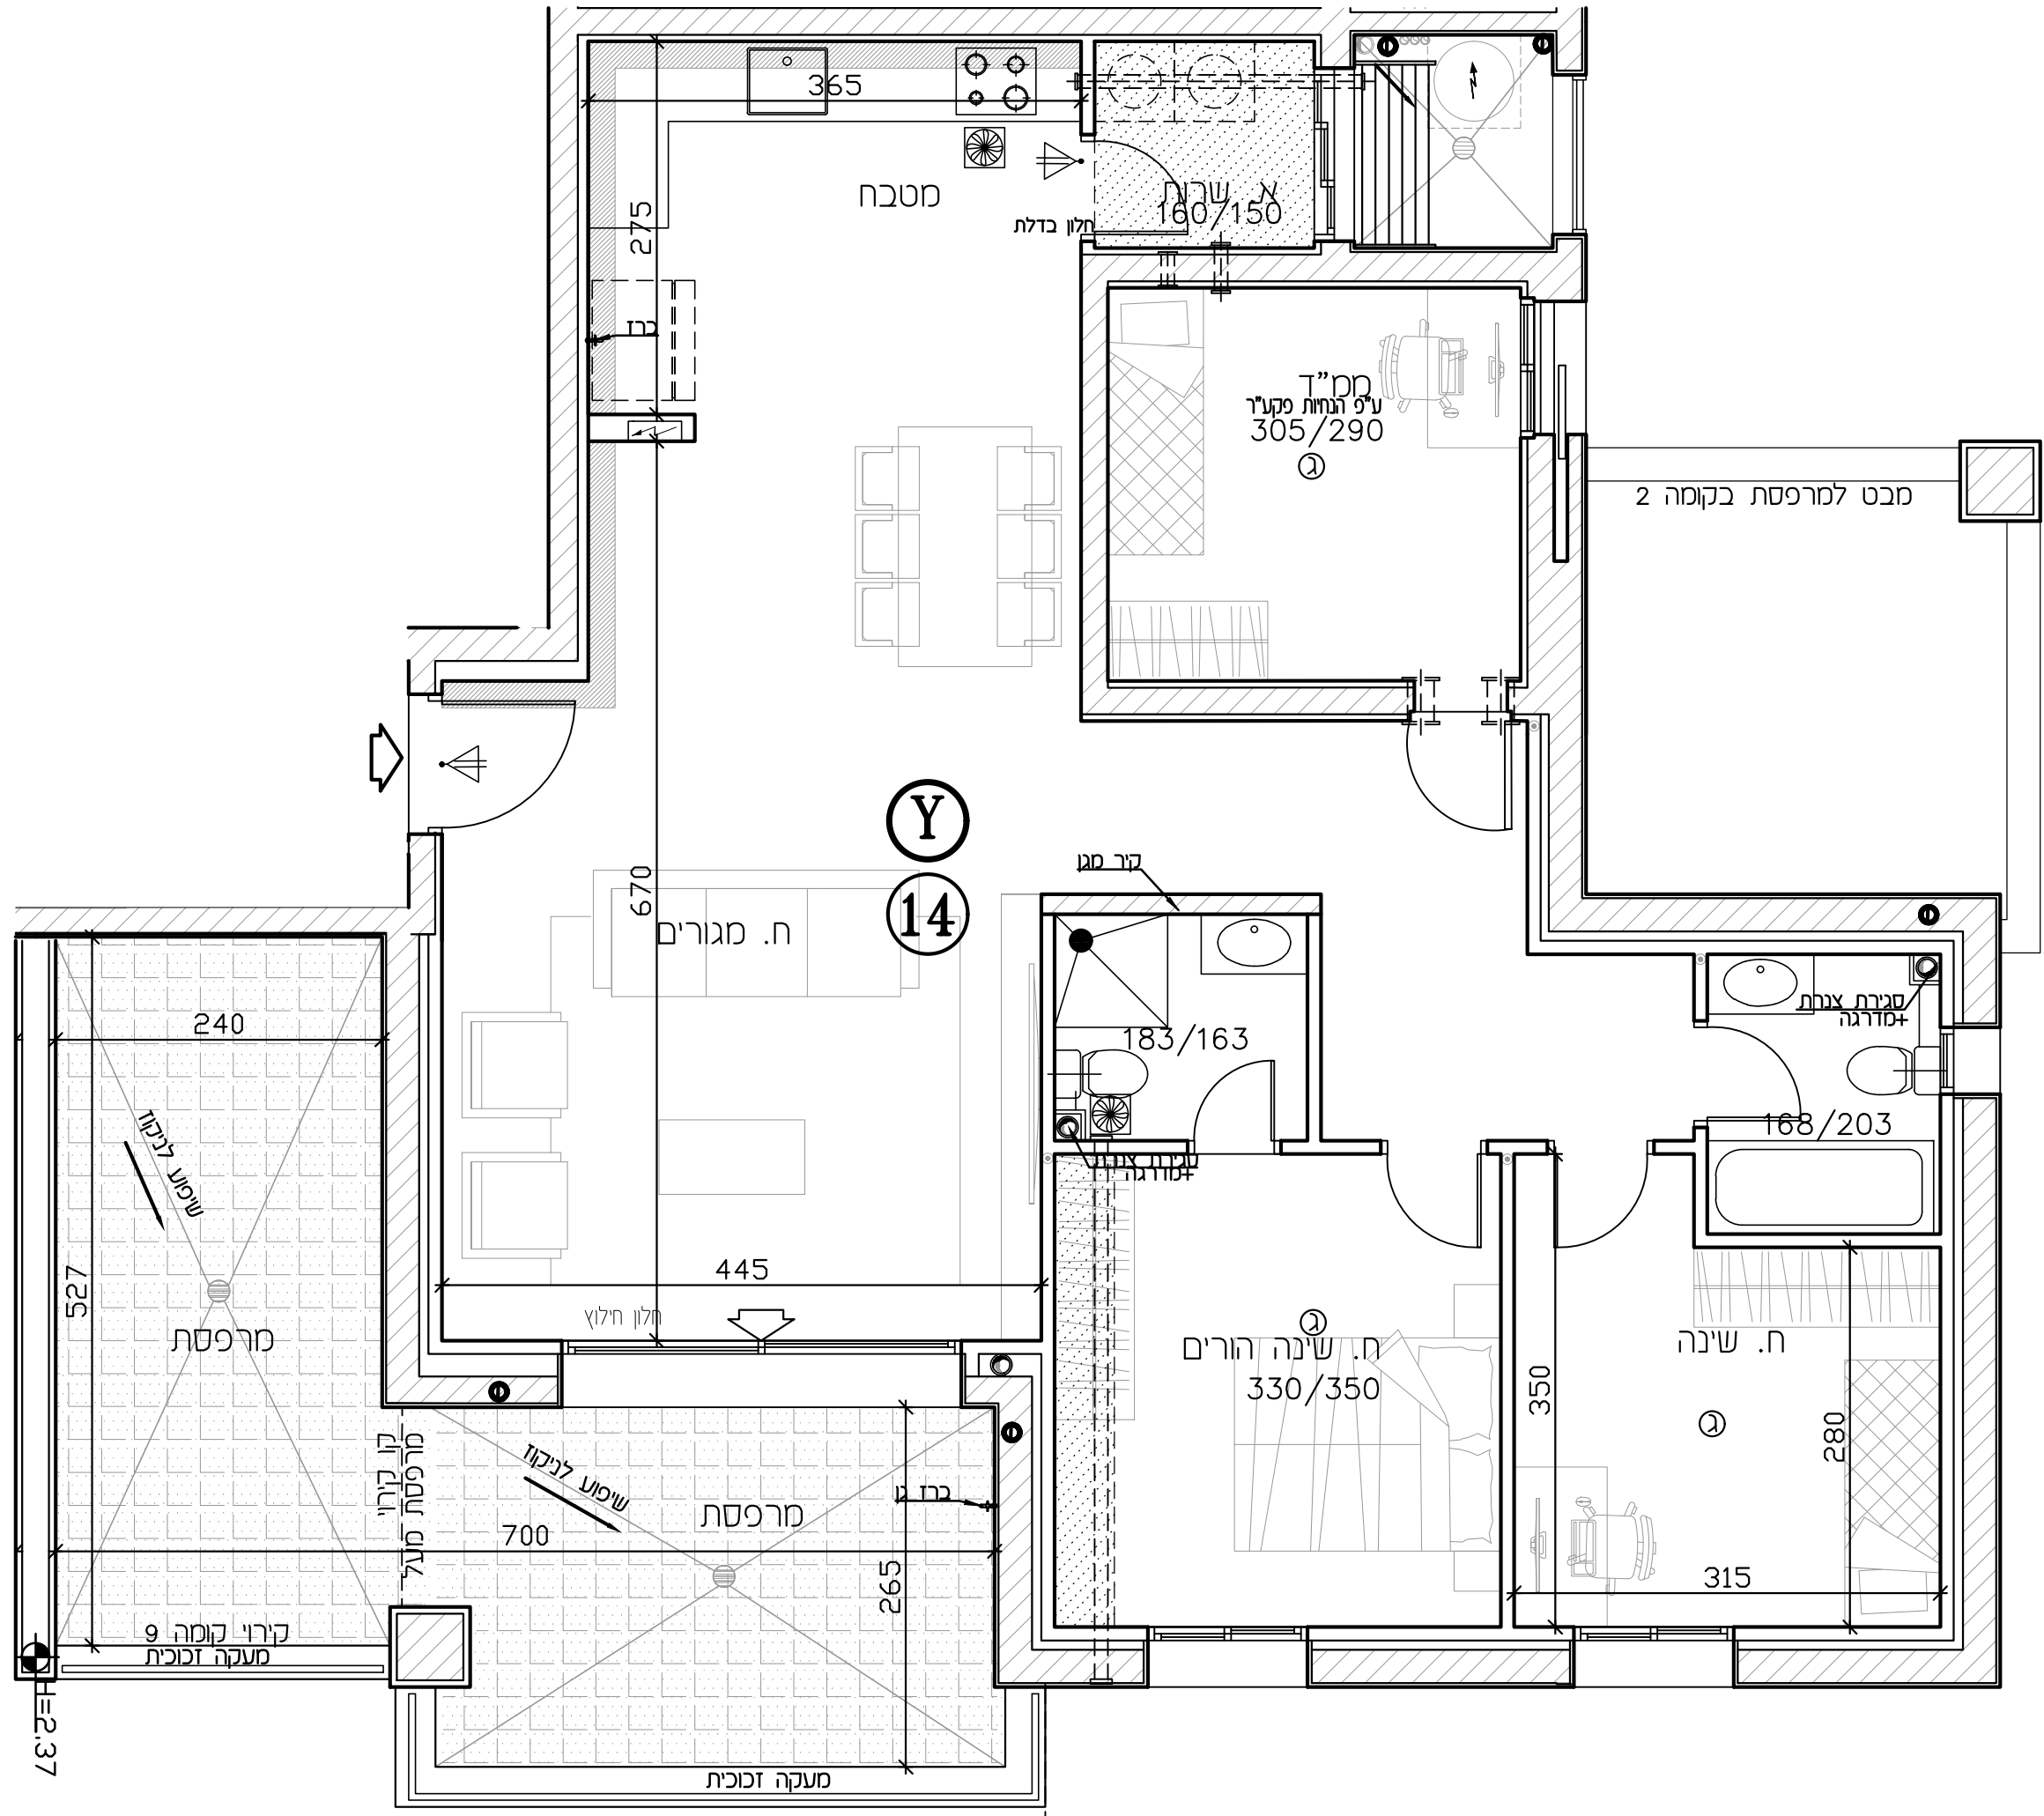 365
מטבח
275
א. שרות
160/150
חלון בדלת
ברז
ממ"ד
ע"פ הנחיות פקע"ר
305/290
ג
מבט למרפסת בקומה 2
Y
14
670
ח. מגורים
קיר מגן
183/163
סגירת צנרת
+מדרגה
סגירת צנרת
+מדרגה
168/203
240
527
שיפוע לניקוז
מרפסת
445
חלון חילוץ
ג
ח. שינה הורים
330/350
ח. שינה
ג
350
280
315
קו קירוי
מרפסת מעל
שיפוע לניקוז
ברז גן
מרפסת
700
265
קירוי קומה 9
מעקה זכוכית
H=2.37
מעקה זכוכית